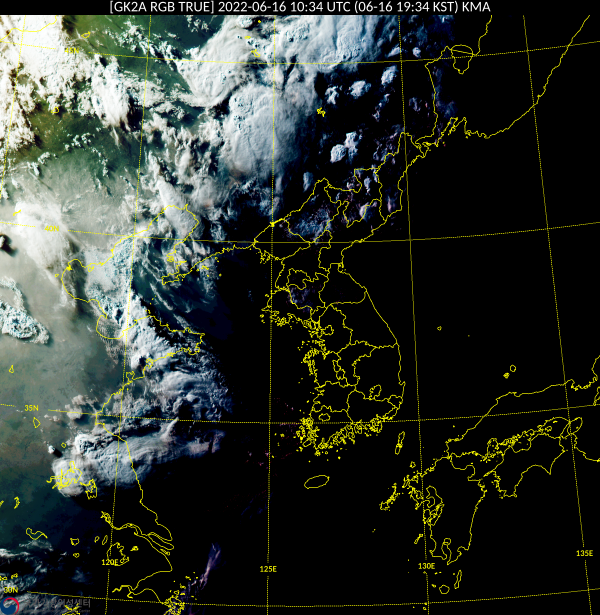 [GK2A RGB TRUE] 2022-06-16 10:34 UTC (06-16 19:34 KST) KMA
35N
120E
125E
130E
135E
30N